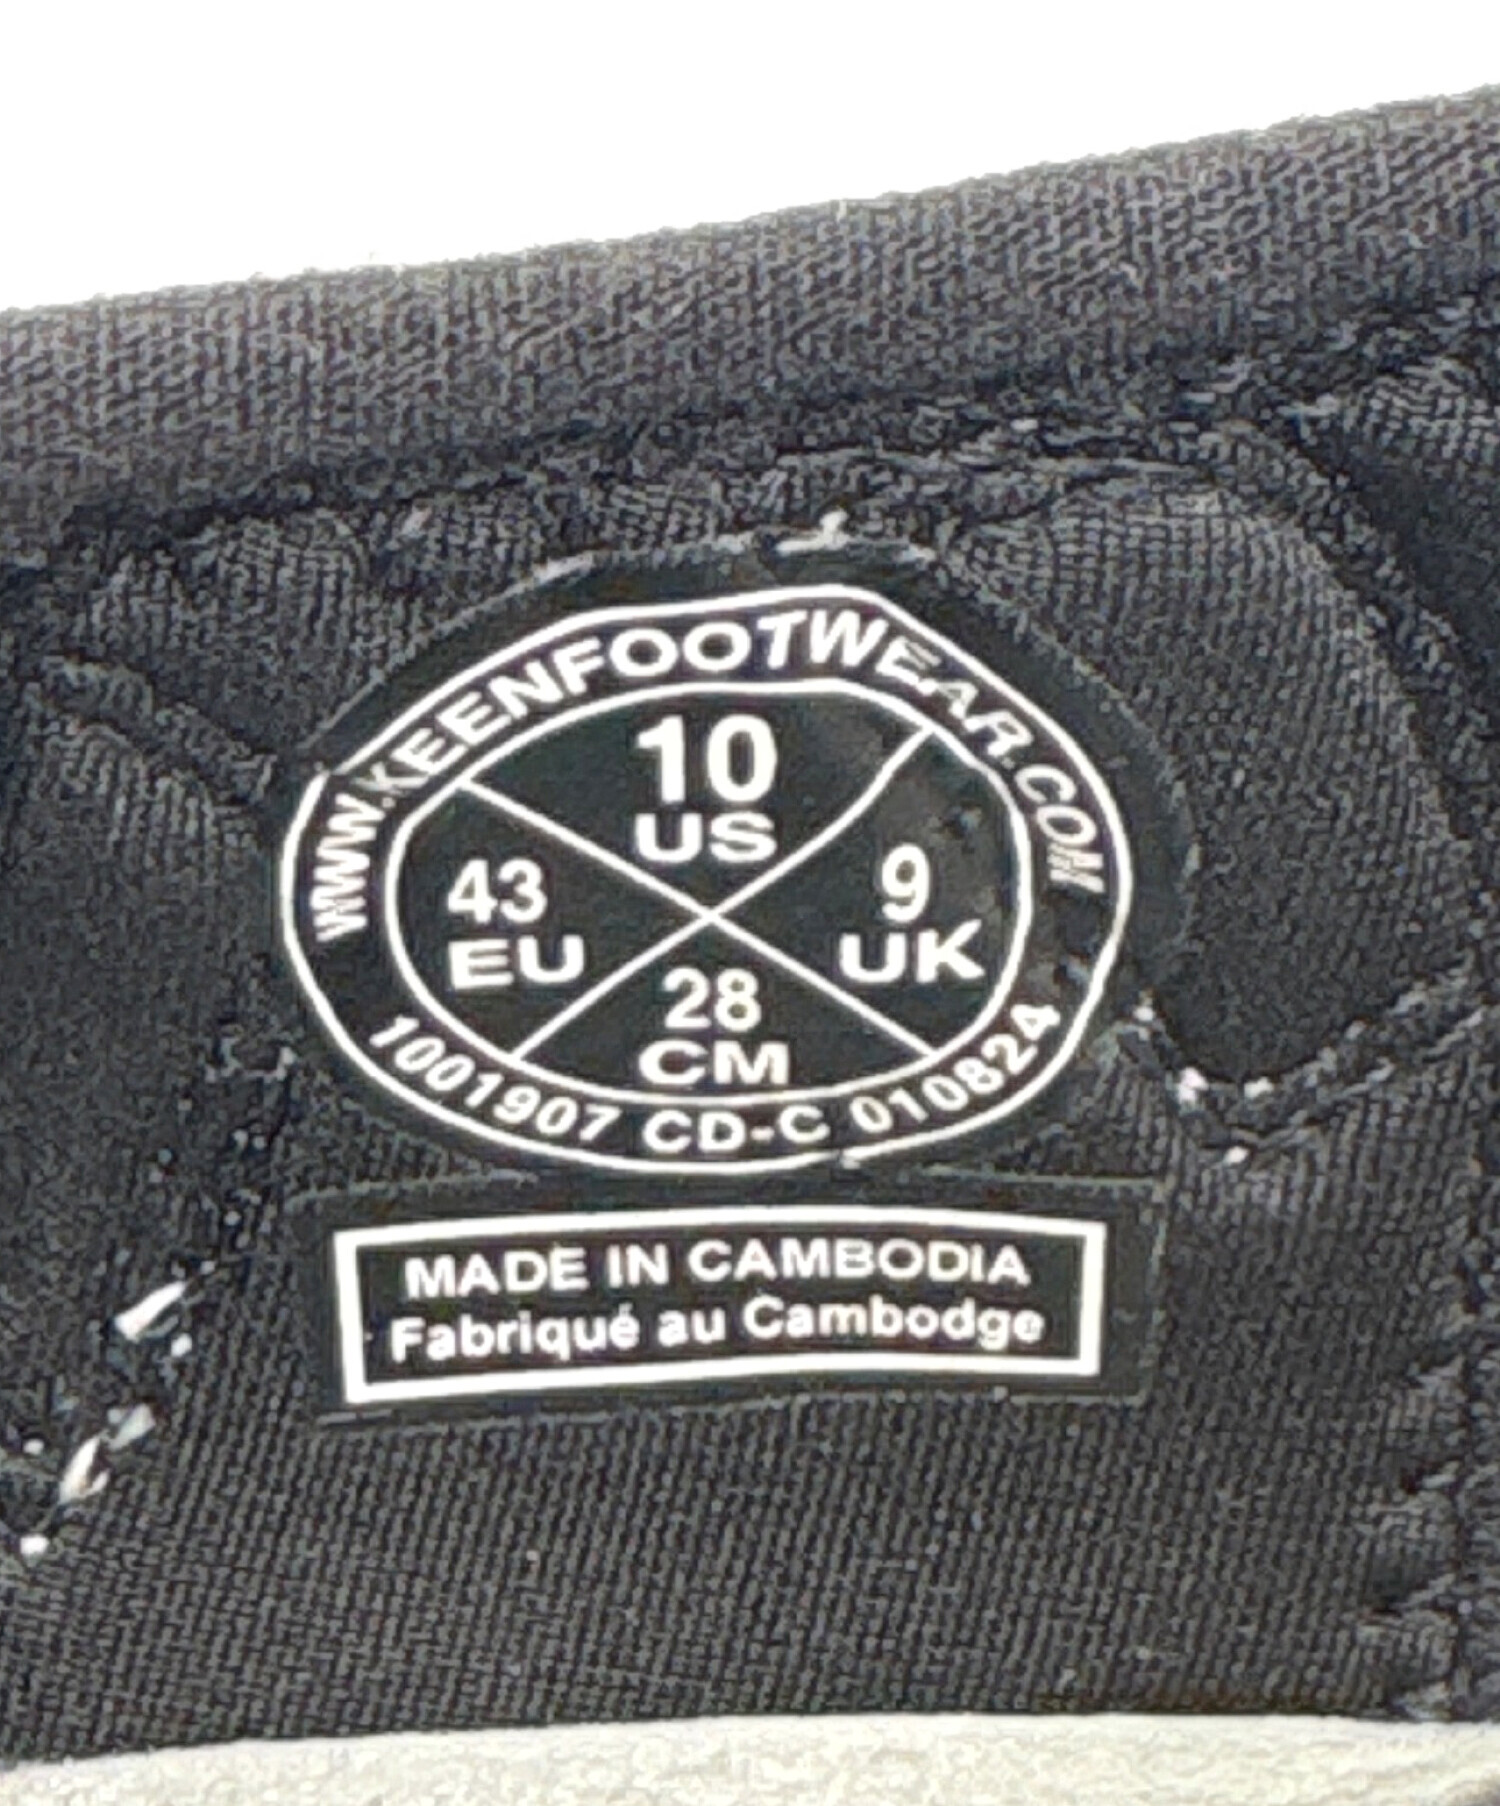 WWW.KEENFOOTWEAR.COM
10
US
43
EU
9
UK
28
CM
1001907 CD-C 010824
MADE IN CAMBODIA
Fabriqué au Cambodge